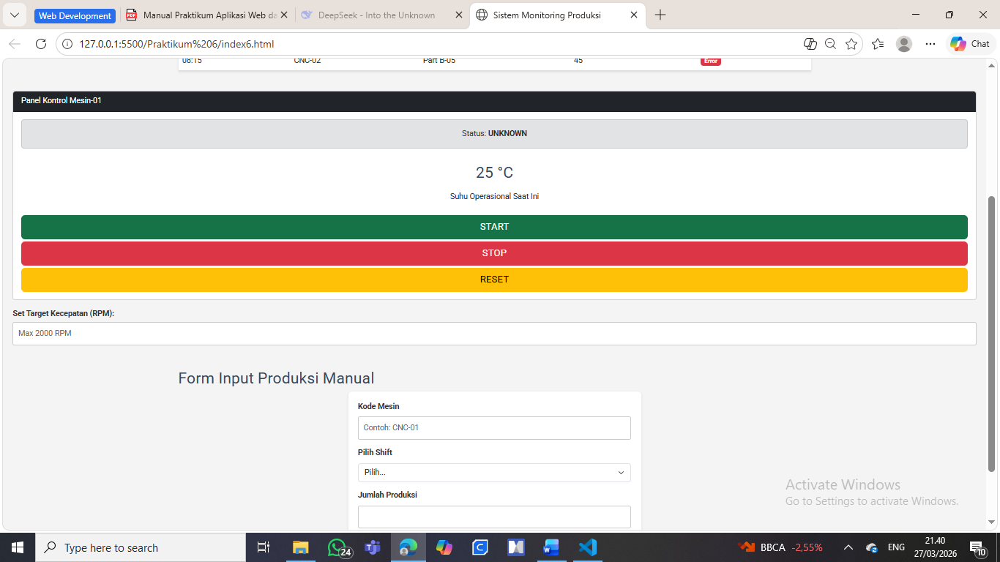 Web Development
Manual Praktikum Aplikasi Web da
DeepSeek - Into the Unknown
Sistem Monitoring Produksi
127.0.0.1:5500/Praktikum%206/index6.html
Chat
08:15 CNC-02 Part B-05 45 Error
Panel Kontrol Mesin-01
Status: UNKNOWN
25 °C
Suhu Operasional Saat Ini
START
STOP
RESET
Set Target Kecepatan (RPM):
Max 2000 RPM
Form Input Produksi Manual
Kode Mesin
Contoh: CNC-01
Pilih Shift
Pilih...
Jumlah Produksi
Activate Windows
Go to Settings to activate Windows.
Type here to search
24
BBCA -2,55%
ENG
21.40
27/03/2026
10